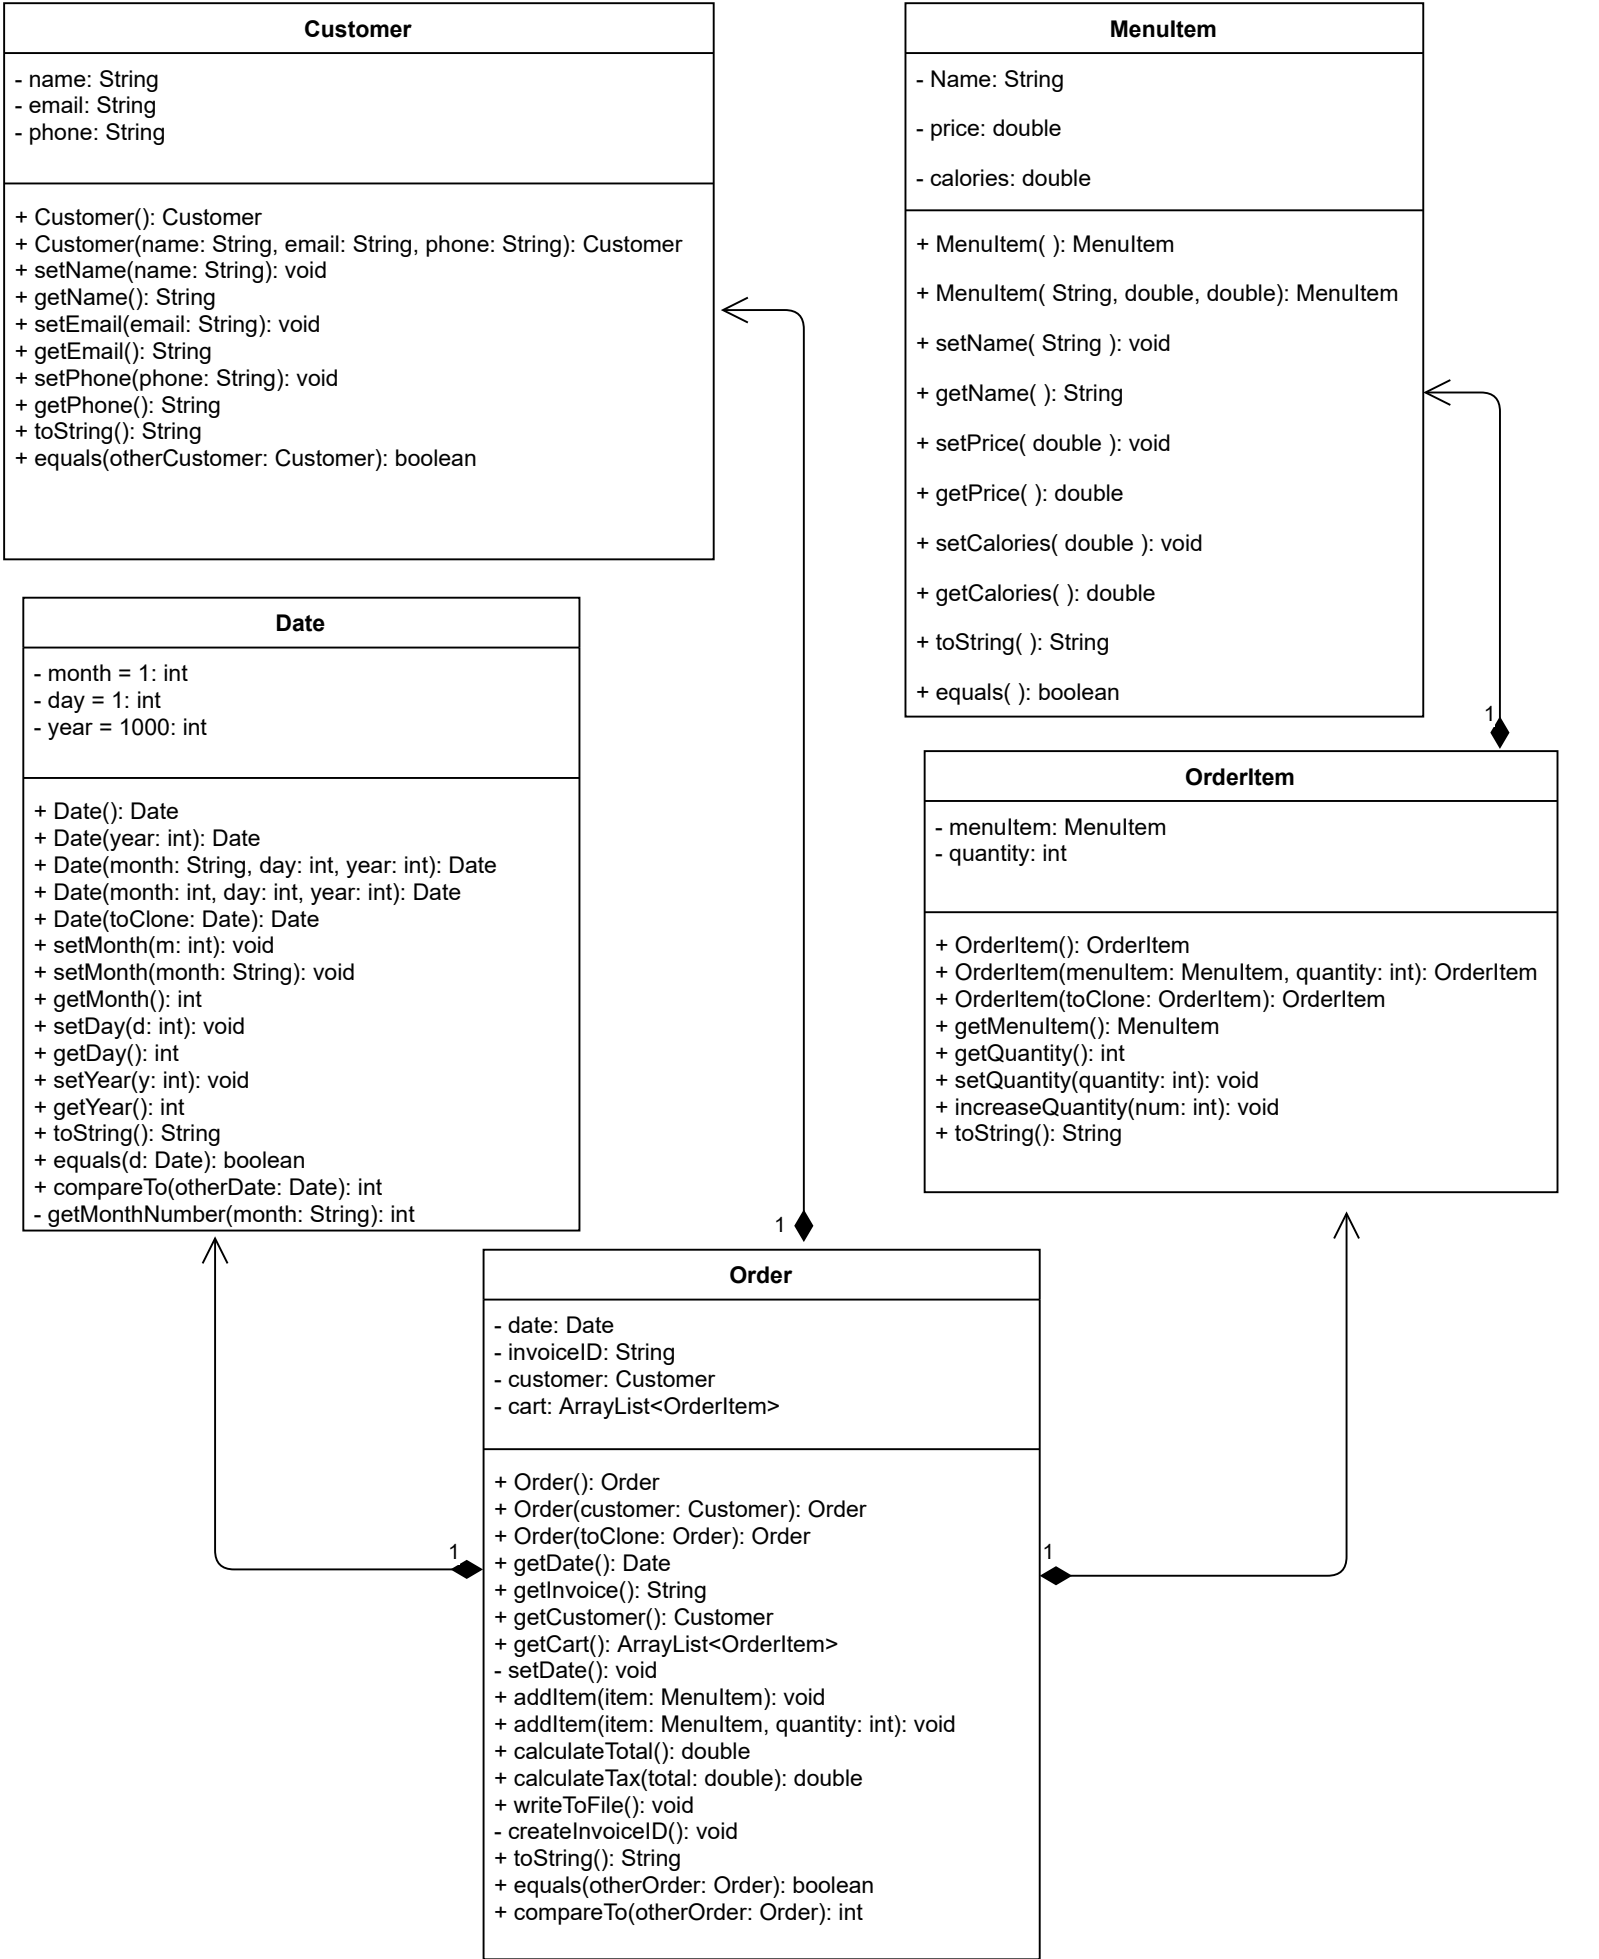 Customer
- name: String
- email: String
- phone: String
+ Customer(): Customer
+ Customer(name: String, email: String, phone: String): Customer
+ setName(name: String): void
+ getName(): String
+ setEmail(email: String): void
+ getEmail(): String
+ setPhone(phone: String): void
+ getPhone(): String
+ toString(): String
+ equals(otherCustomer: Customer): boolean
MenuItem
- Name: String
- price: double
- calories: double
+ MenuItem( ): MenuItem
+ MenuItem( String, double, double): MenuItem
+ setName( String ): void
+ getName( ): String
+ setPrice( double ): void
+ getPrice( ): double
+ setCalories( double ): void
+ getCalories( ): double
+ toString( ): String
+ equals( ): boolean
1
Date
- month = 1: int
- day = 1: int
- year = 1000: int
+ Date(): Date
+ Date(year: int): Date
+ Date(month: String, day: int, year: int): Date
+ Date(month: int, day: int, year: int): Date
+ Date(toClone: Date): Date
+ setMonth(m: int): void
+ setMonth(month: String): void
+ getMonth(): int
+ setDay(d: int): void
+ getDay(): int
+ setYear(y: int): void
+ getYear(): int
+ toString(): String
+ equals(d: Date): boolean
+ compareTo(otherDate: Date): int
- getMonthNumber(month: String): int
OrderItem
- menuItem: MenuItem
- quantity: int
+ OrderItem(): OrderItem
+ OrderItem(menuItem: MenuItem, quantity: int): OrderItem
+ OrderItem(toClone: OrderItem): OrderItem
+ getMenuItem(): MenuItem
+ getQuantity(): int
+ setQuantity(quantity: int): void
+ increaseQuantity(num: int): void
+ toString(): String
1
Order
- date: Date
- invoiceID: String
- customer: Customer
- cart: ArrayList<OrderItem>
+ Order(): Order
+ Order(customer: Customer): Order
+ Order(toClone: Order): Order
+ getDate(): Date
+ getInvoice(): String
+ getCustomer(): Customer
+ getCart(): ArrayList<OrderItem>
- setDate(): void
+ addItem(item: MenuItem): void
+ addItem(item: MenuItem, quantity: int): void
+ calculateTotal(): double
+ calculateTax(total: double): double
+ writeToFile(): void
- createInvoiceID(): void
+ toString(): String
+ equals(otherOrder: Order): boolean
+ compareTo(otherOrder: Order): int
1
1